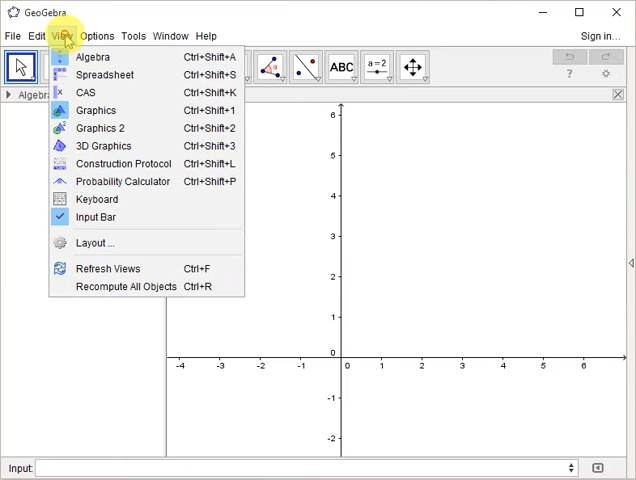 GeoGebra
File Edit View Options Tools Window Help Sign in...
ABC a=2 ?
Algebra Ctrl+Shift+A
Spreadsheet Ctrl+Shift+S
CAS Ctrl+Shift+K
Graphics Ctrl+Shift+1
Graphics 2 Ctrl+Shift+2
3D Graphics Ctrl+Shift+3
Construction Protocol Ctrl+Shift+L
Probability Calculator Ctrl+Shift+P
Keyboard
Input Bar
Layout ...
Refresh Views Ctrl+F
Recompute All Objects Ctrl+R
Algebra
6
5
4
3
2
1
0
-4 -3 -2 -1 0 1 2 3 4 5 6
-1
-2
Input: